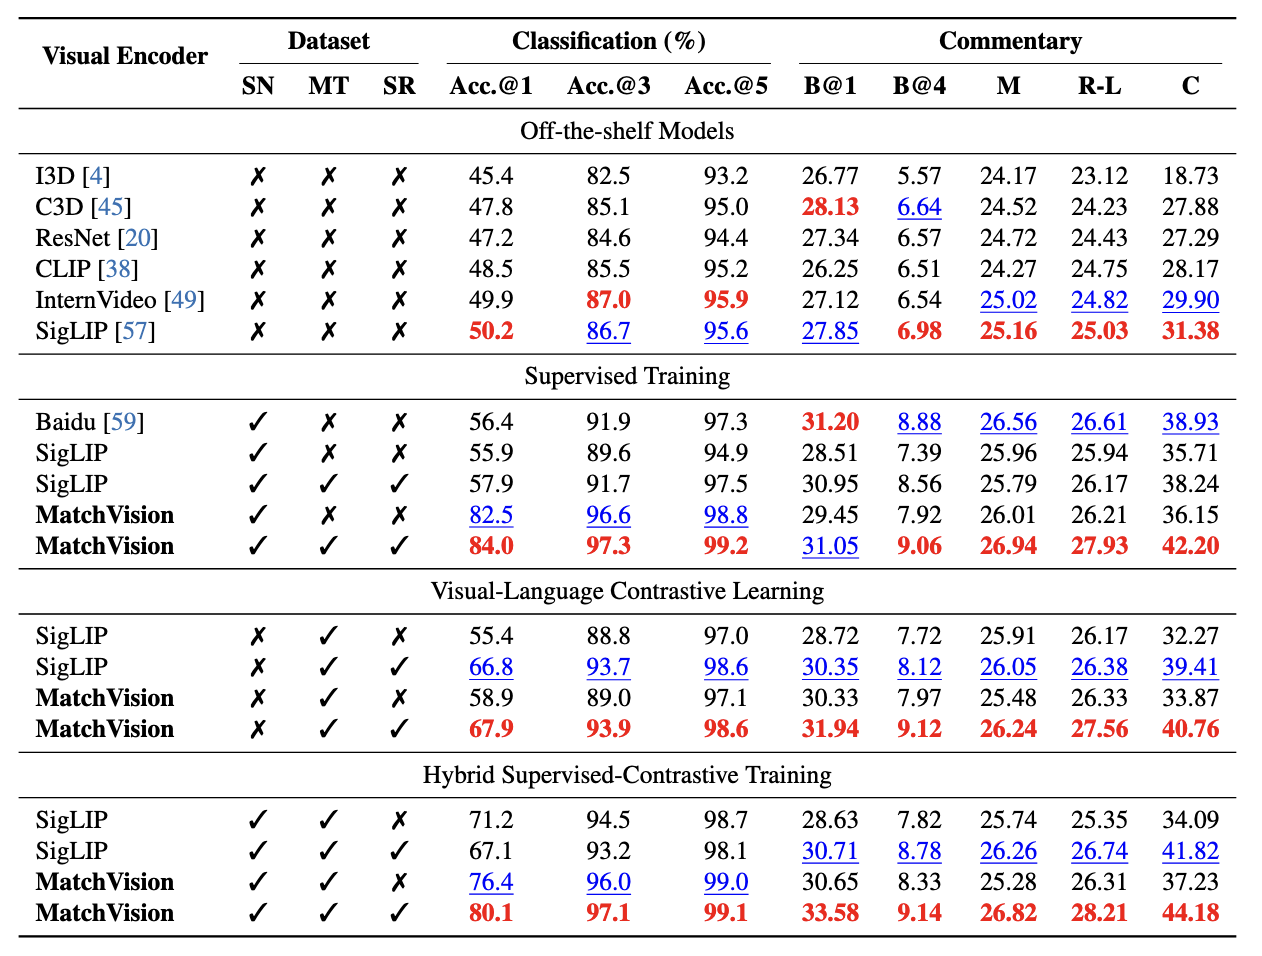 Visual Encoder Dataset Classification (%) Commentary
SN MT SR Acc.@1 Acc.@3 Acc.@5 B@1 B@4 M R-L C
Off-the-shelf Models
I3D [4] ✗ ✗ ✗ 45.4 82.5 93.2 26.77 5.57 24.17 23.12 18.73
C3D [45] ✗ ✗ ✗ 47.8 85.1 95.0 28.13 6.64 24.52 24.23 27.88
ResNet [20] ✗ ✗ ✗ 47.2 84.6 94.4 27.34 6.57 24.72 24.43 27.29
CLIP [38] ✗ ✗ ✗ 48.5 85.5 95.2 26.25 6.51 24.27 24.75 28.17
InternVideo [49] ✗ ✗ ✗ 49.9 87.0 95.9 27.12 6.54 25.02 24.82 29.90
SigLIP [57] ✗ ✗ ✗ 50.2 86.7 95.6 27.85 6.98 25.16 25.03 31.38
Supervised Training
Baidu [59] ✓ ✗ ✗ 56.4 91.9 97.3 31.20 8.88 26.56 26.61 38.93
SigLIP ✓ ✗ ✗ 55.9 89.6 94.9 28.51 7.39 25.96 25.94 35.71
SigLIP ✓ ✓ ✓ 57.9 91.7 97.5 30.95 8.56 25.79 26.17 38.24
MatchVision ✓ ✗ ✗ 82.5 96.6 98.8 29.45 7.92 26.01 26.21 36.15
MatchVision ✓ ✓ ✓ 84.0 97.3 99.2 31.05 9.06 26.94 27.93 42.20
Visual-Language Contrastive Learning
SigLIP ✗ ✓ ✗ 55.4 88.8 97.0 28.72 7.72 25.91 26.17 32.27
SigLIP ✗ ✓ ✓ 66.8 93.7 98.6 30.35 8.12 26.05 26.38 39.41
MatchVision ✗ ✓ ✗ 58.9 89.0 97.1 30.33 7.97 25.48 26.33 33.87
MatchVision ✗ ✓ ✓ 67.9 93.9 98.6 31.94 9.12 26.24 27.56 40.76
Hybrid Supervised-Contrastive Training
SigLIP ✓ ✓ ✗ 71.2 94.5 98.7 28.63 7.82 25.74 25.35 34.09
SigLIP ✓ ✓ ✓ 67.1 93.2 98.1 30.71 8.78 26.26 26.74 41.82
MatchVision ✓ ✓ ✗ 76.4 96.0 99.0 30.65 8.33 25.28 26.31 37.23
MatchVision ✓ ✓ ✓ 80.1 97.1 99.1 33.58 9.14 26.82 28.21 44.18